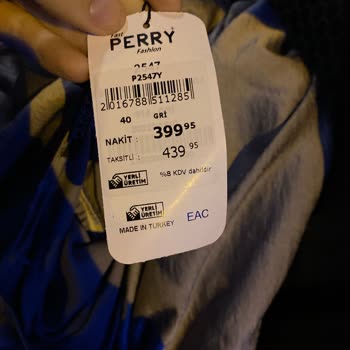 PERRY
Fashion
P2547Y
2016788511285
40 GRİ
NAKİT : 399 95
TAKSİTLİ : 439 95
YERLİ ÜRETİM %8 KDV dahildir
YERLİ ÜRETİM
MADE IN TURKEY EAC